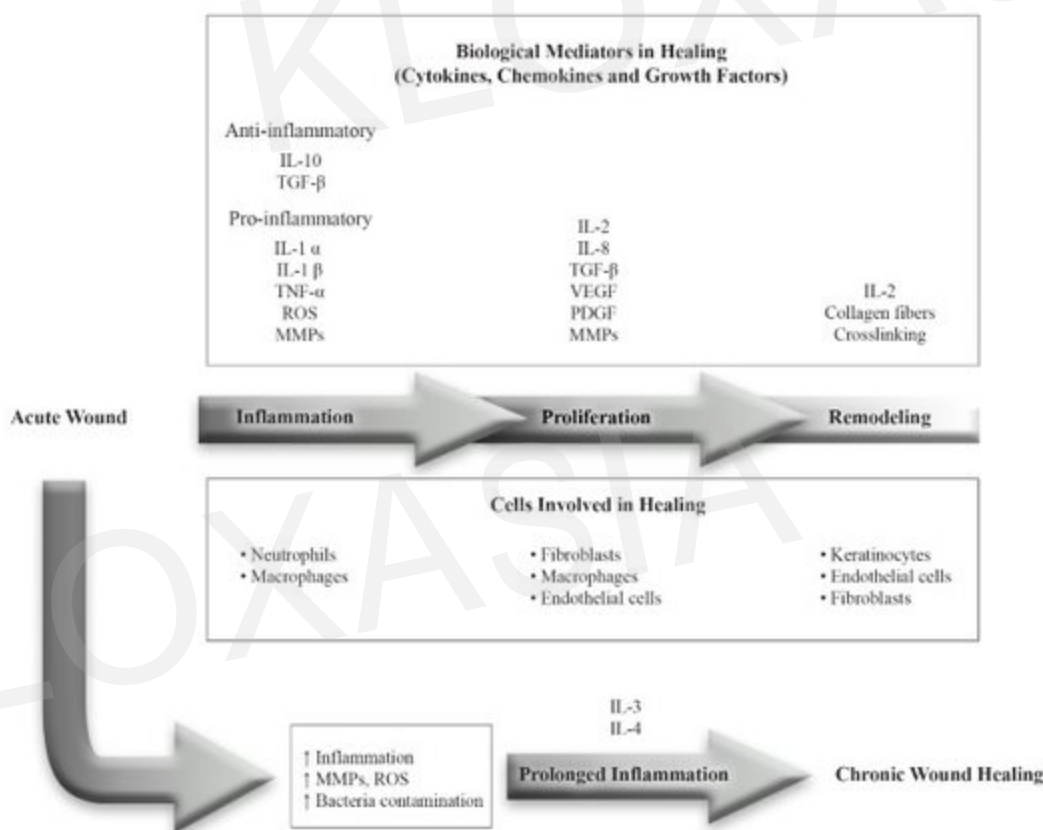 Biological Mediators in Healing
(Cytokines, Chemokines and Growth Factors)
Anti-inflammatory
IL-10
TGF-β
Pro-inflammatory
IL-1 α
IL-1 β
TNF-α
ROS
MMPs
IL-2
IL-8
TGF-β
VEGF
PDGF
MMPs
IL-2
Collagen fibers
Crosslinking
Acute Wound
Inflammation
Proliferation
Remodeling
Cells Involved in Healing
• Neutrophils
• Macrophages
• Fibroblasts
• Macrophages
• Endothelial cells
• Keratinocytes
• Endothelial cells
• Fibroblasts
↑ Inflammation
↑ MMPs, ROS
↑ Bacteria contamination
IL-3
IL-4
Prolonged Inflammation
Chronic Wound Healing
KLOXAS
LOXASIA